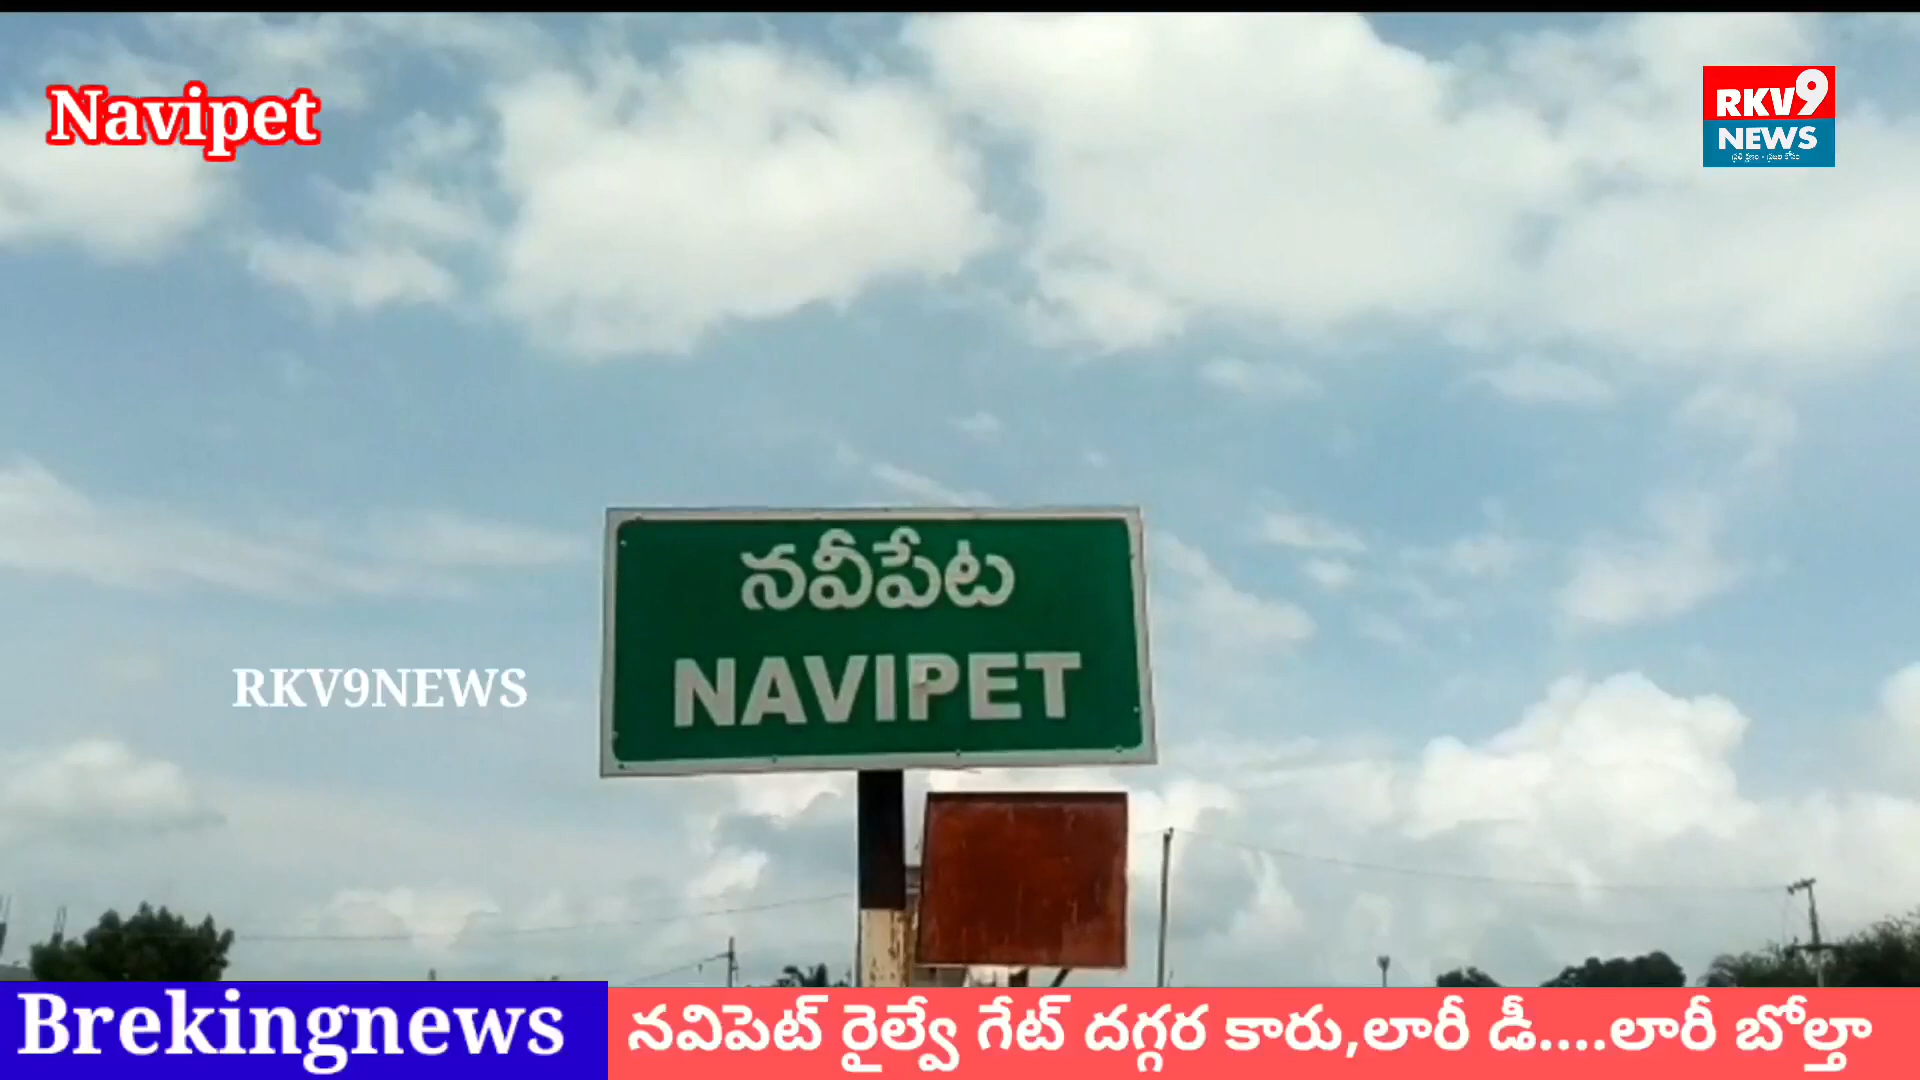 Navipet
RKV9
NEWS
నవీపేట
NAVIPET
RKV9NEWS
Brekingnews
నవిపెట్ రైల్వే గేట్ దగ్గర కారు,లారీ డీ....లారీ బోల్తా